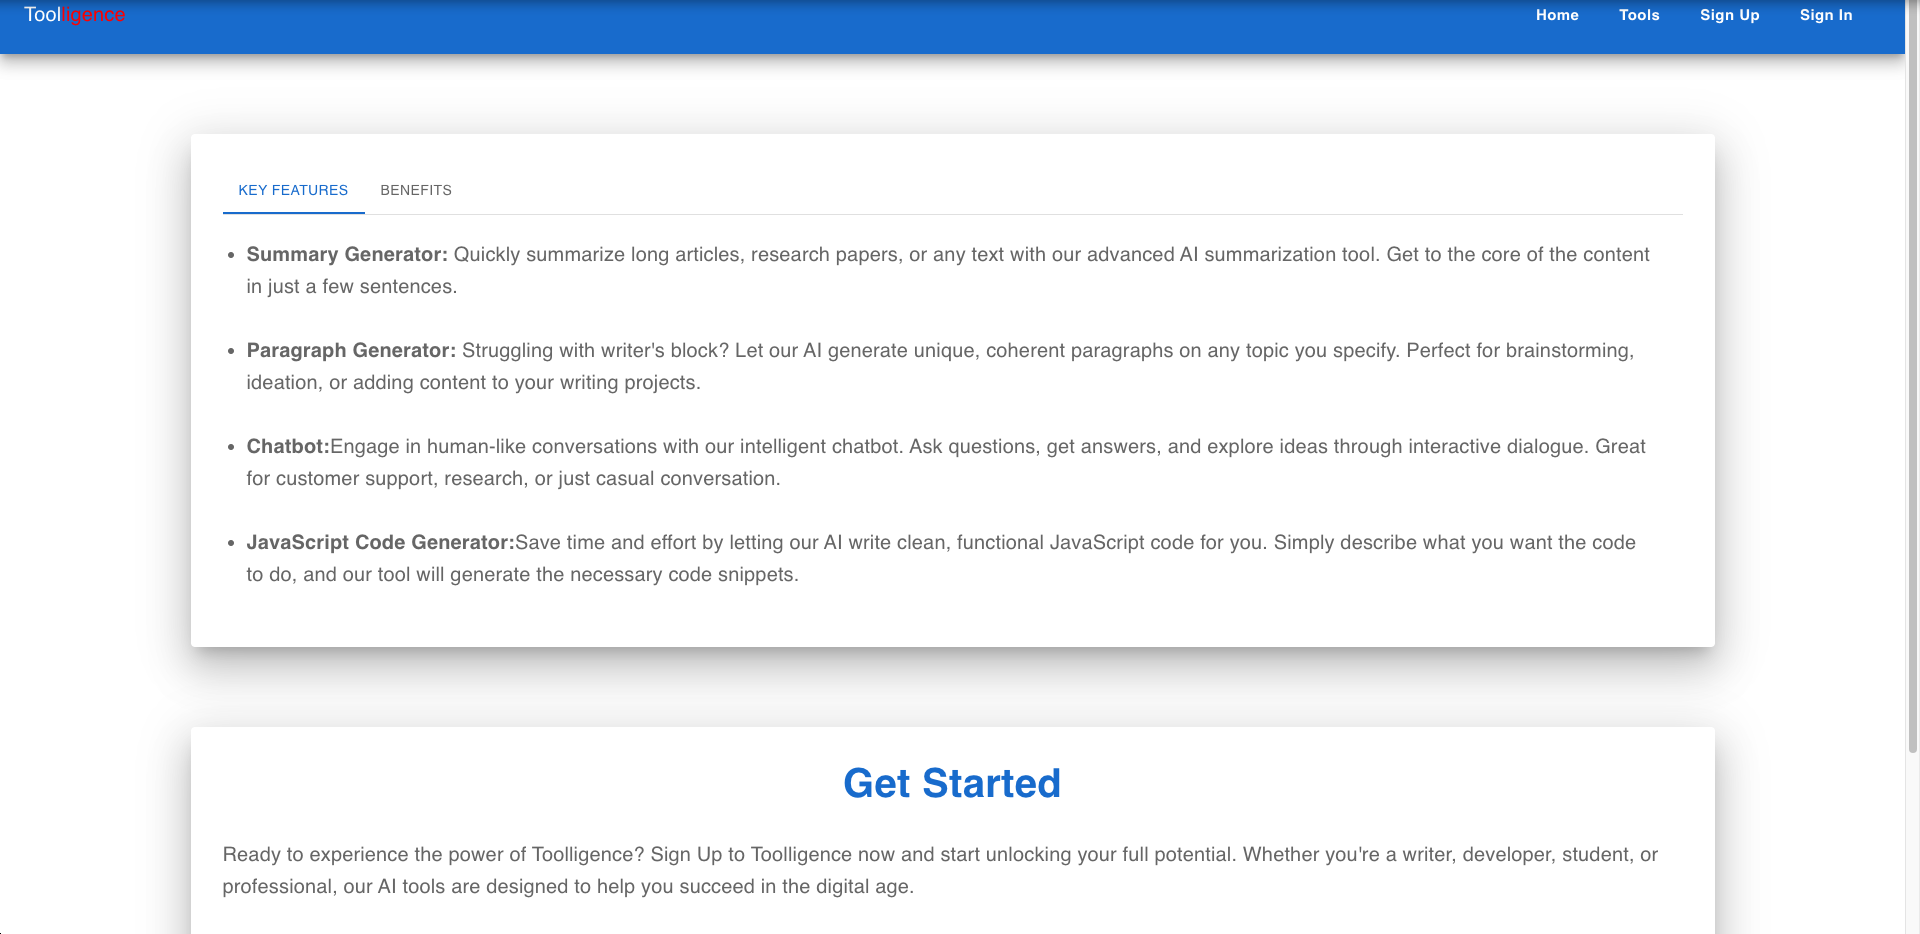 Toolligence
Home Tools Sign Up Sign In
KEY FEATURES BENEFITS
• Summary Generator: Quickly summarize long articles, research papers, or any text with our advanced AI summarization tool. Get to the core of the content
in just a few sentences.
• Paragraph Generator: Struggling with writer's block? Let our AI generate unique, coherent paragraphs on any topic you specify. Perfect for brainstorming,
ideation, or adding content to your writing projects.
• Chatbot:Engage in human-like conversations with our intelligent chatbot. Ask questions, get answers, and explore ideas through interactive dialogue. Great
for customer support, research, or just casual conversation.
• JavaScript Code Generator:Save time and effort by letting our AI write clean, functional JavaScript code for you. Simply describe what you want the code
to do, and our tool will generate the necessary code snippets.
Get Started
Ready to experience the power of Toolligence? Sign Up to Toolligence now and start unlocking your full potential. Whether you're a writer, developer, student, or
professional, our AI tools are designed to help you succeed in the digital age.